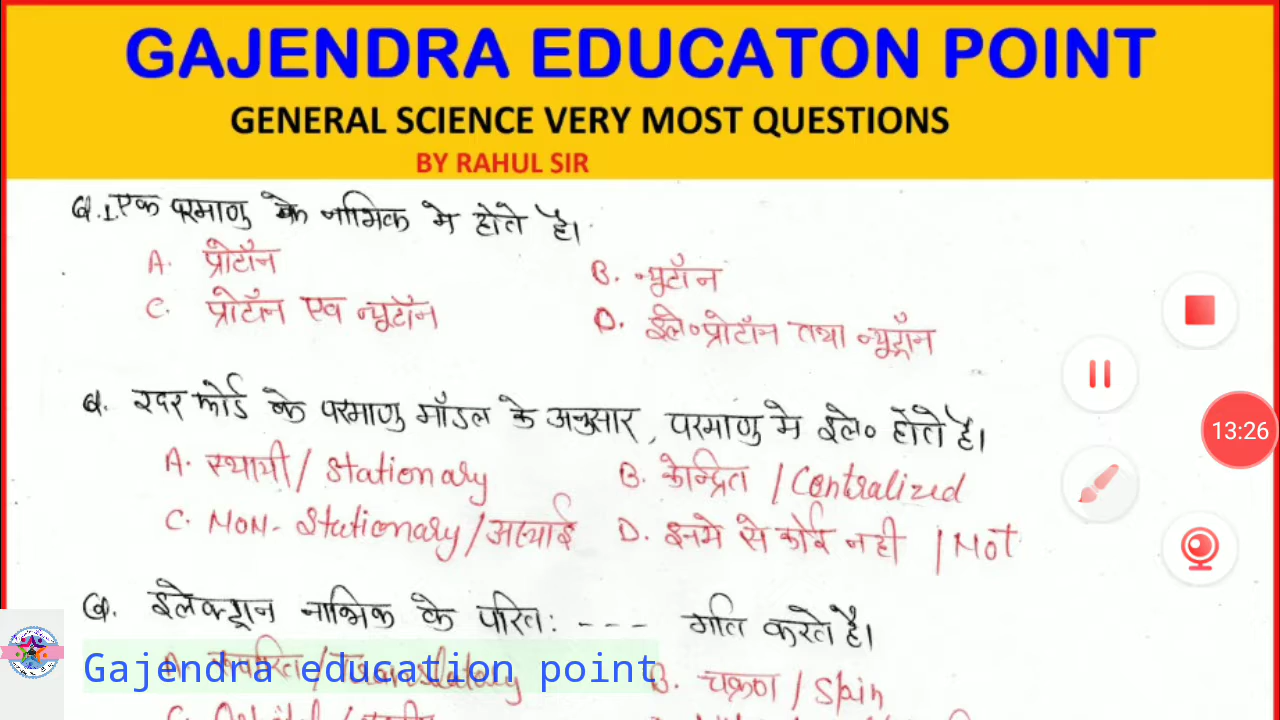 GAJENDRA EDUCATON POINT
GENERAL SCIENCE VERY MOST QUESTIONS
BY RAHUL SIR
Q.1. एक परमाणु के नाभिक मे होते है।
A. प्रोटॉन B. न्यूटॉन
C. प्रोटॉन एव न्यूटॉन D. इले० प्रोटॉन तथा न्यूट्रॉन
Q. रदर फोर्ड के परमाणु मॉडल के अनुसार, परमाणु मे इले० होते है।
A. स्थायी / Stationary B. केन्द्रित / Centralized
C. NON- Stationary / अस्थाई D. इनमे से कोई नही / Not
13:26
Q. इलेक्ट्रान नाभिक के परित: ---- गति करते है।
Gajendra education point
B. चक्रण / Spin